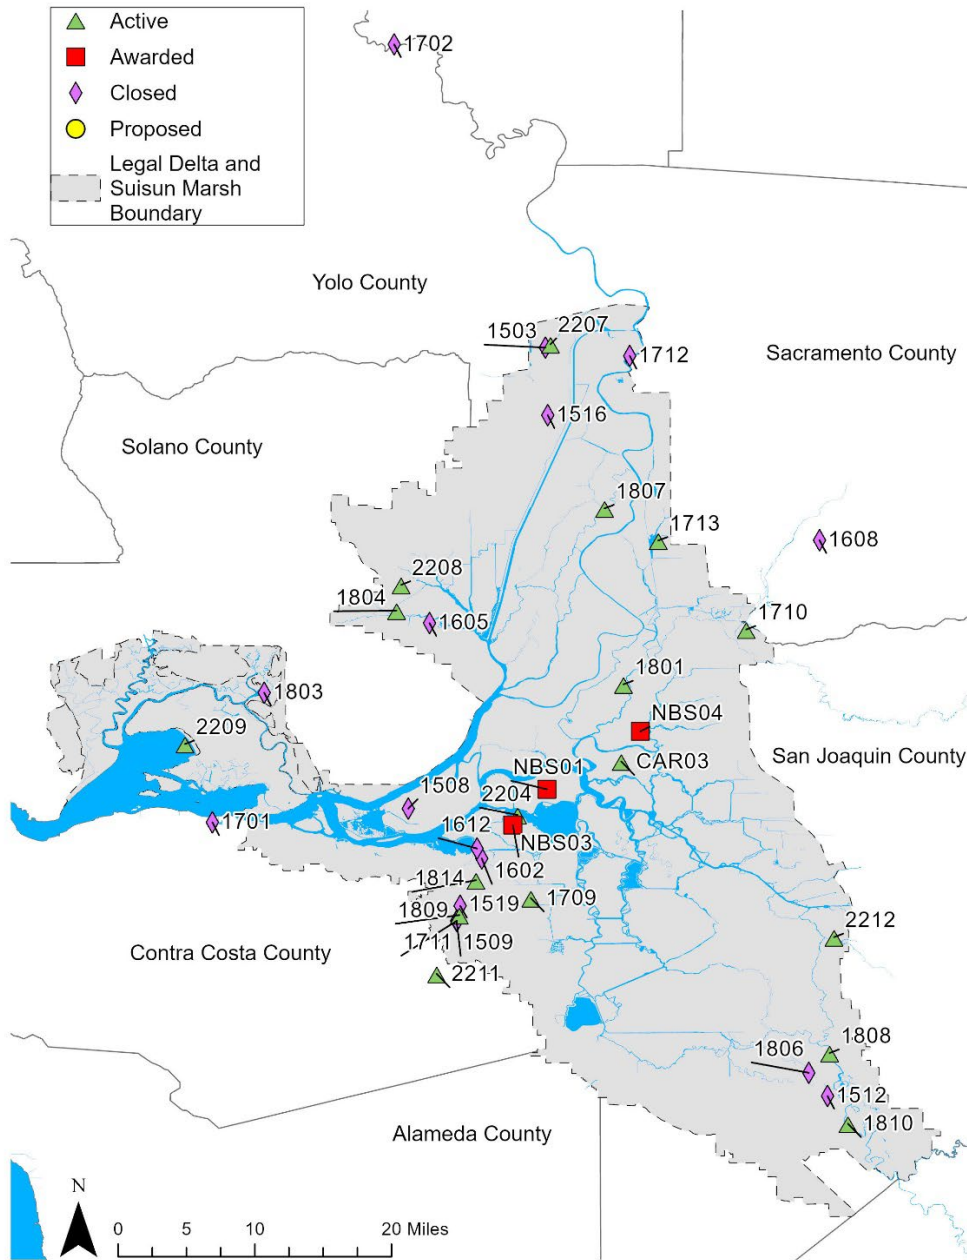 Active
Awarded
Closed
Proposed
Legal Delta and
Suisun Marsh
Boundary
1702
Yolo County
1503
2207
1712
Sacramento County
1516
Solano County
1807
1713
1608
2208
1804
1605
1710
1801
1803
NBS04
2209
San Joaquin County
CAR03
NBS01
1508
2204
1701
1612
NBS03
1602
1814
1519
1709
1809
1711
1509
2212
Contra Costa County
2211
1808
1806
1512
1810
Alameda County
N
0 5 10 20 Miles